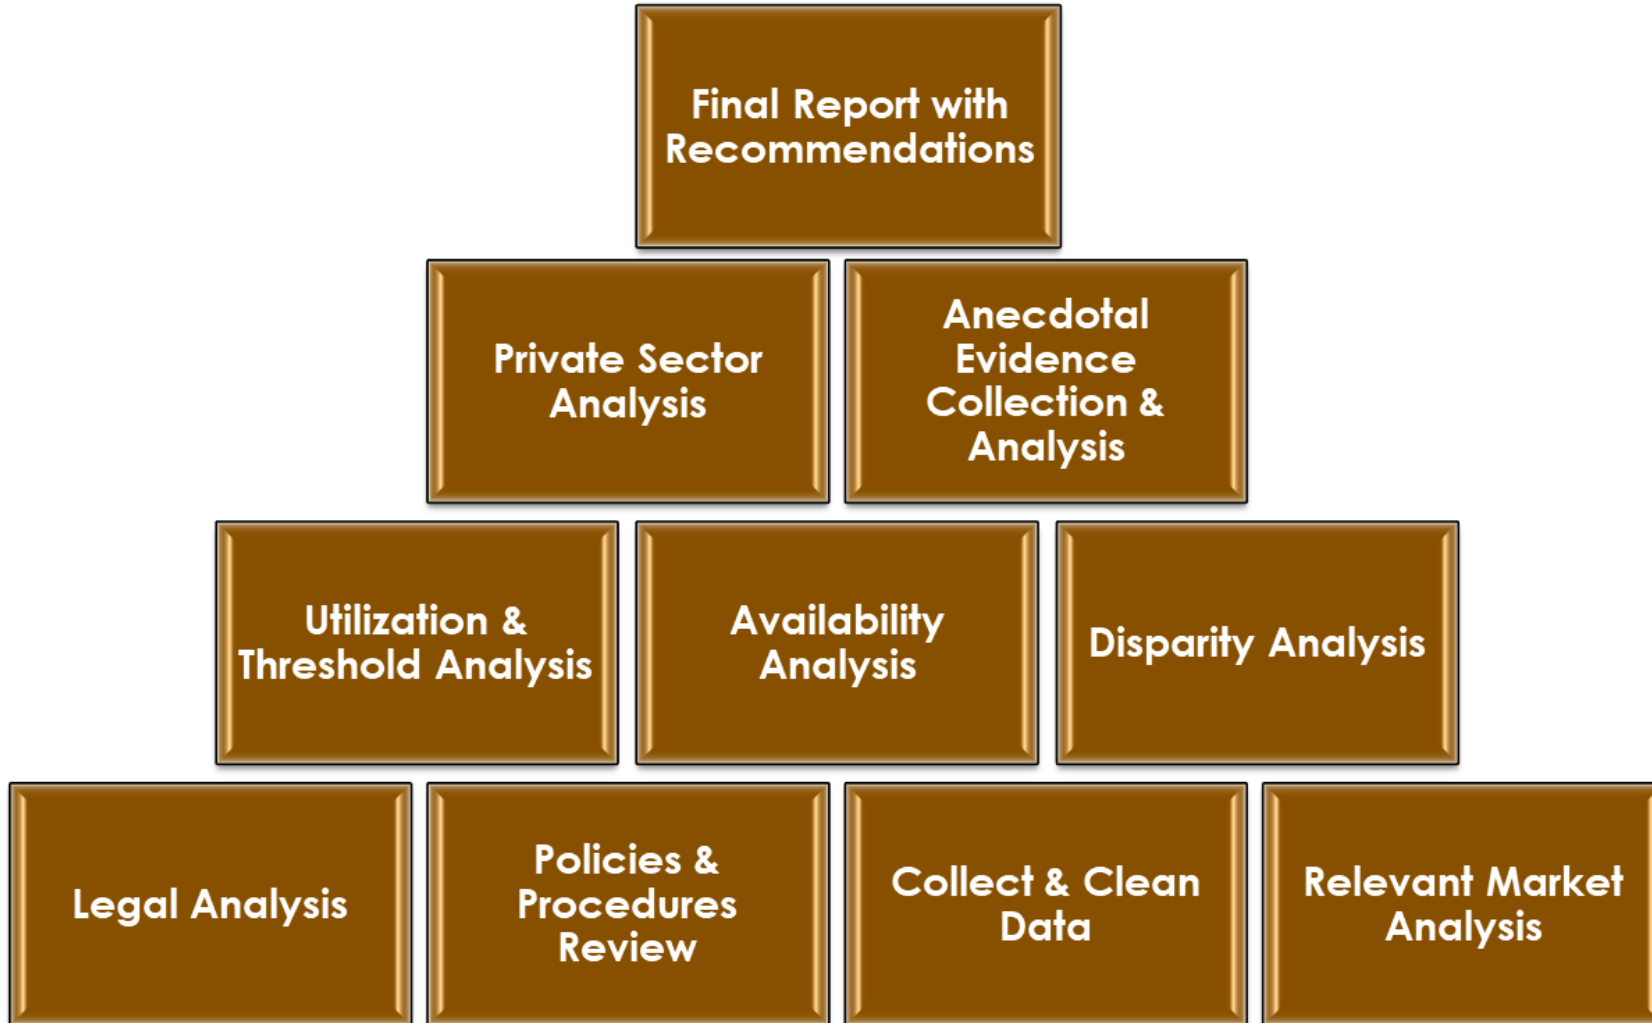 Final Report with
Recommendations
Private Sector
Analysis
Anecdotal
Evidence
Collection &
Analysis
Utilization &
Threshold Analysis
Availability
Analysis
Disparity Analysis
Legal Analysis
Policies &
Procedures
Review
Collect & Clean
Data
Relevant Market
Analysis